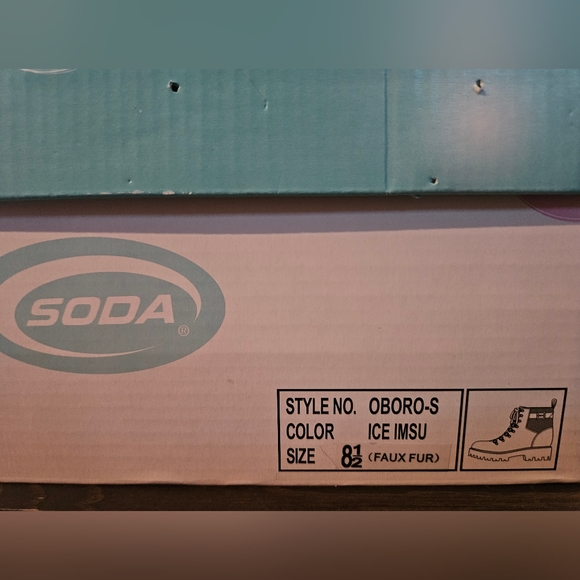 SODA®
STYLE NO. OBORO-S
COLOR ICE IMSU
SIZE 8½ (FAUX FUR)